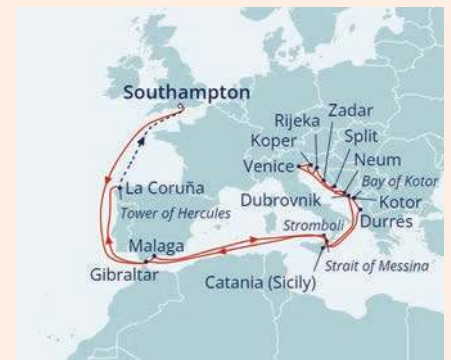 Southampton
Rijeka
Zadar
Koper
Split
Venice
Neum
Bay of Kotor
La Coruña
Dubrovnik
Kotor
Tower of Hercules
Stromboli
Durrës
Malaga
Strait of Messina
Gibraltar
Catania (Sicily)